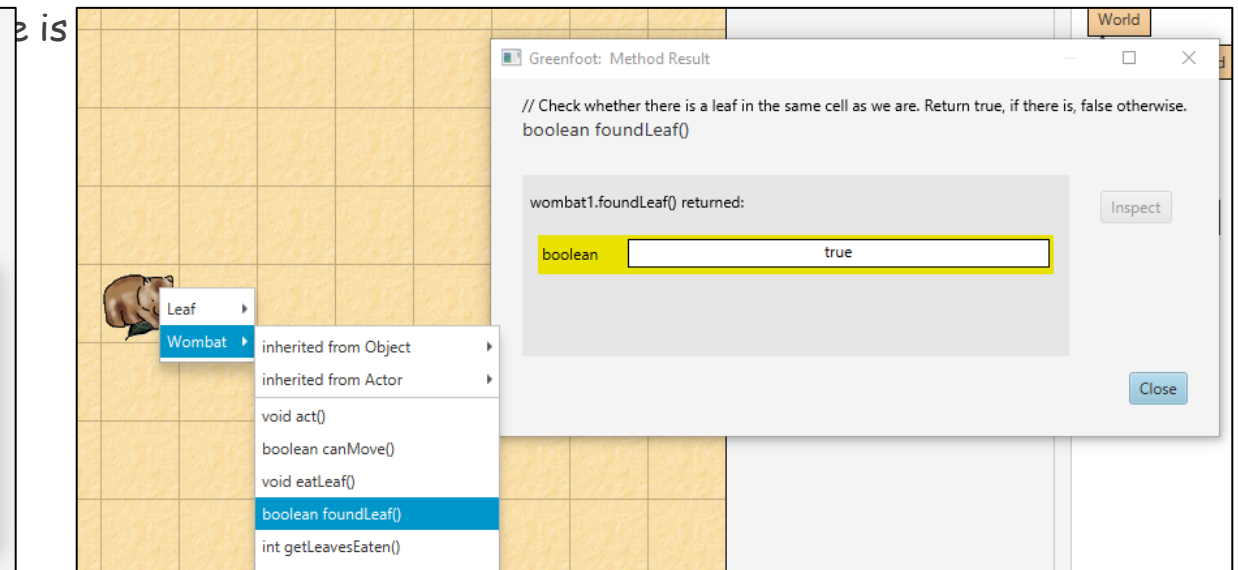 is
World
Greenfoot: Method Result
// Check whether there is a leaf in the same cell as we are. Return true, if there is, false otherwise.
boolean foundLeaf()
wombat1.foundLeaf() returned:
Inspect
boolean true
Leaf
Wombat
inherited from Object
inherited from Actor
Close
void act()
boolean canMove()
void eatLeaf()
boolean foundLeaf()
int getLeavesEaten()